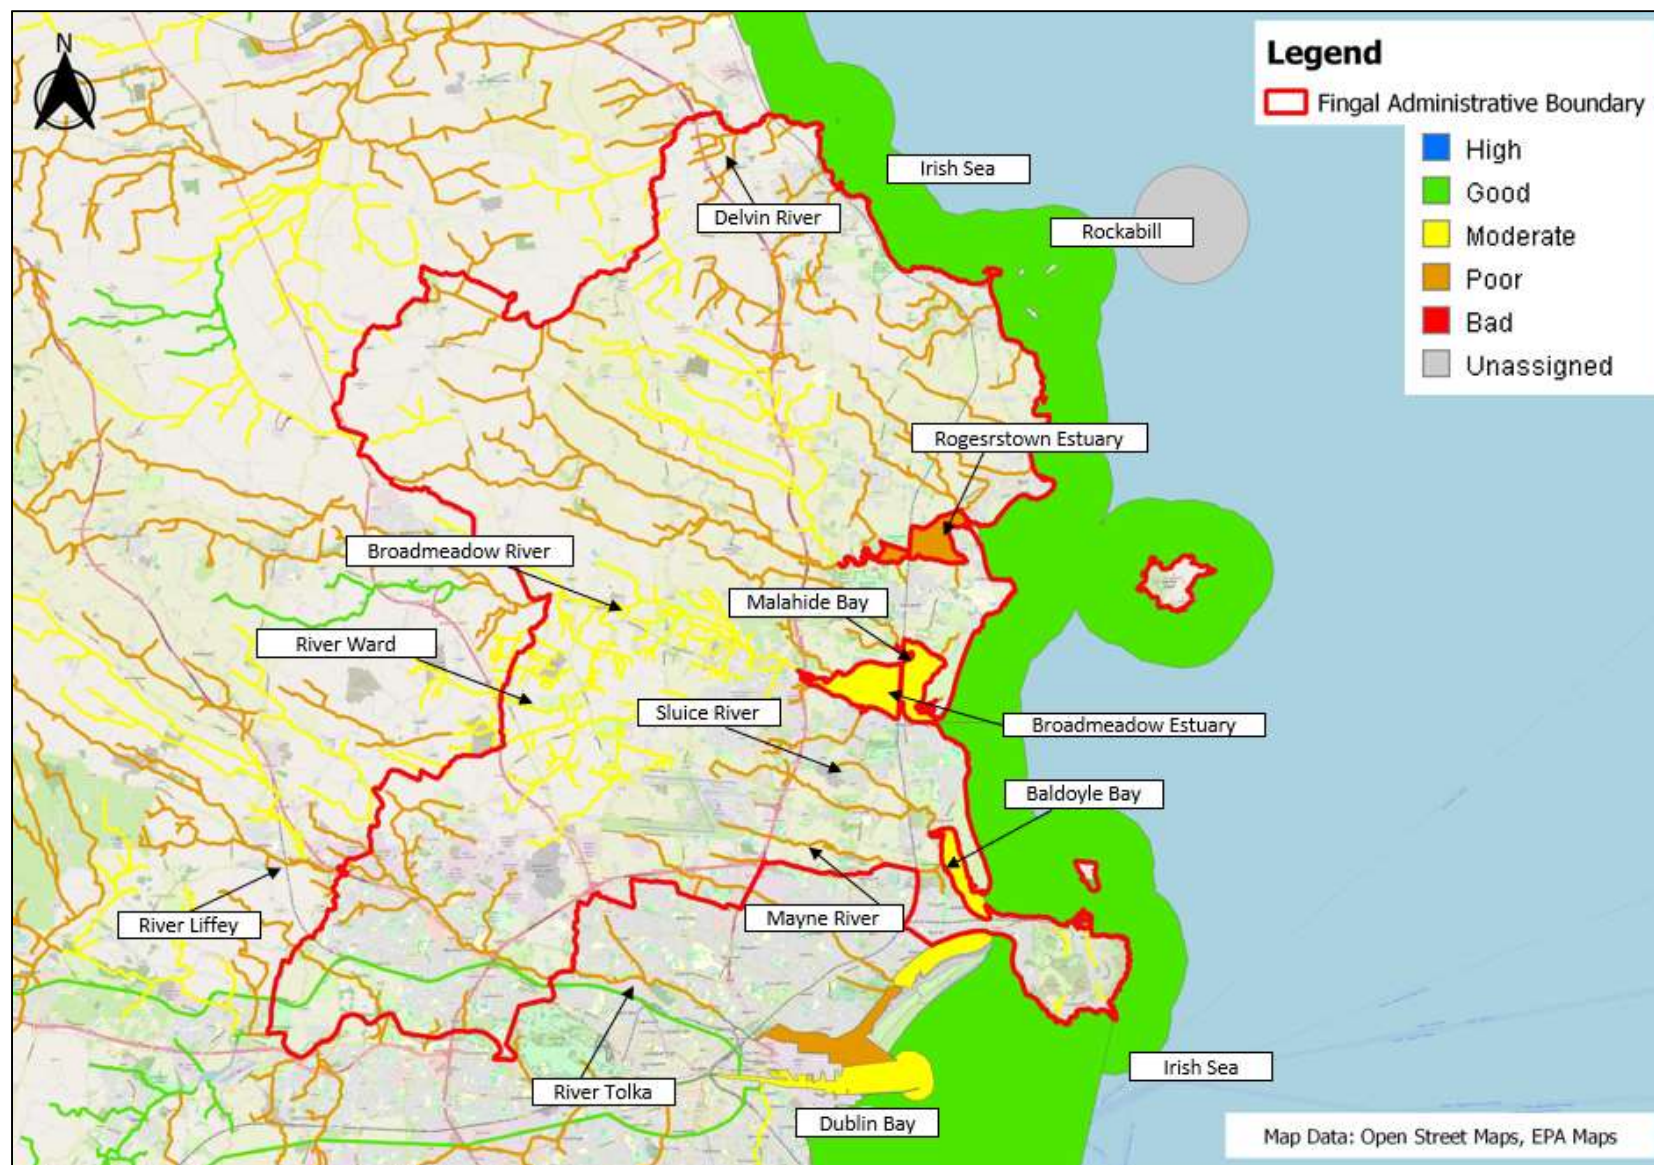 N
Legend
Fingal Administrative Boundary
High
Good
Moderate
Poor
Bad
Unassigned
Irish Sea
Rockabill
Delvin River
Rogesrstown Estuary
Broadmeadow River
Malahide Bay
River Ward
Sluice River
Broadmeadow Estuary
Baldoyle Bay
River Liffey
Mayne River
Irish Sea
River Tolka
Dublin Bay
Map Data: Open Street Maps, EPA Maps